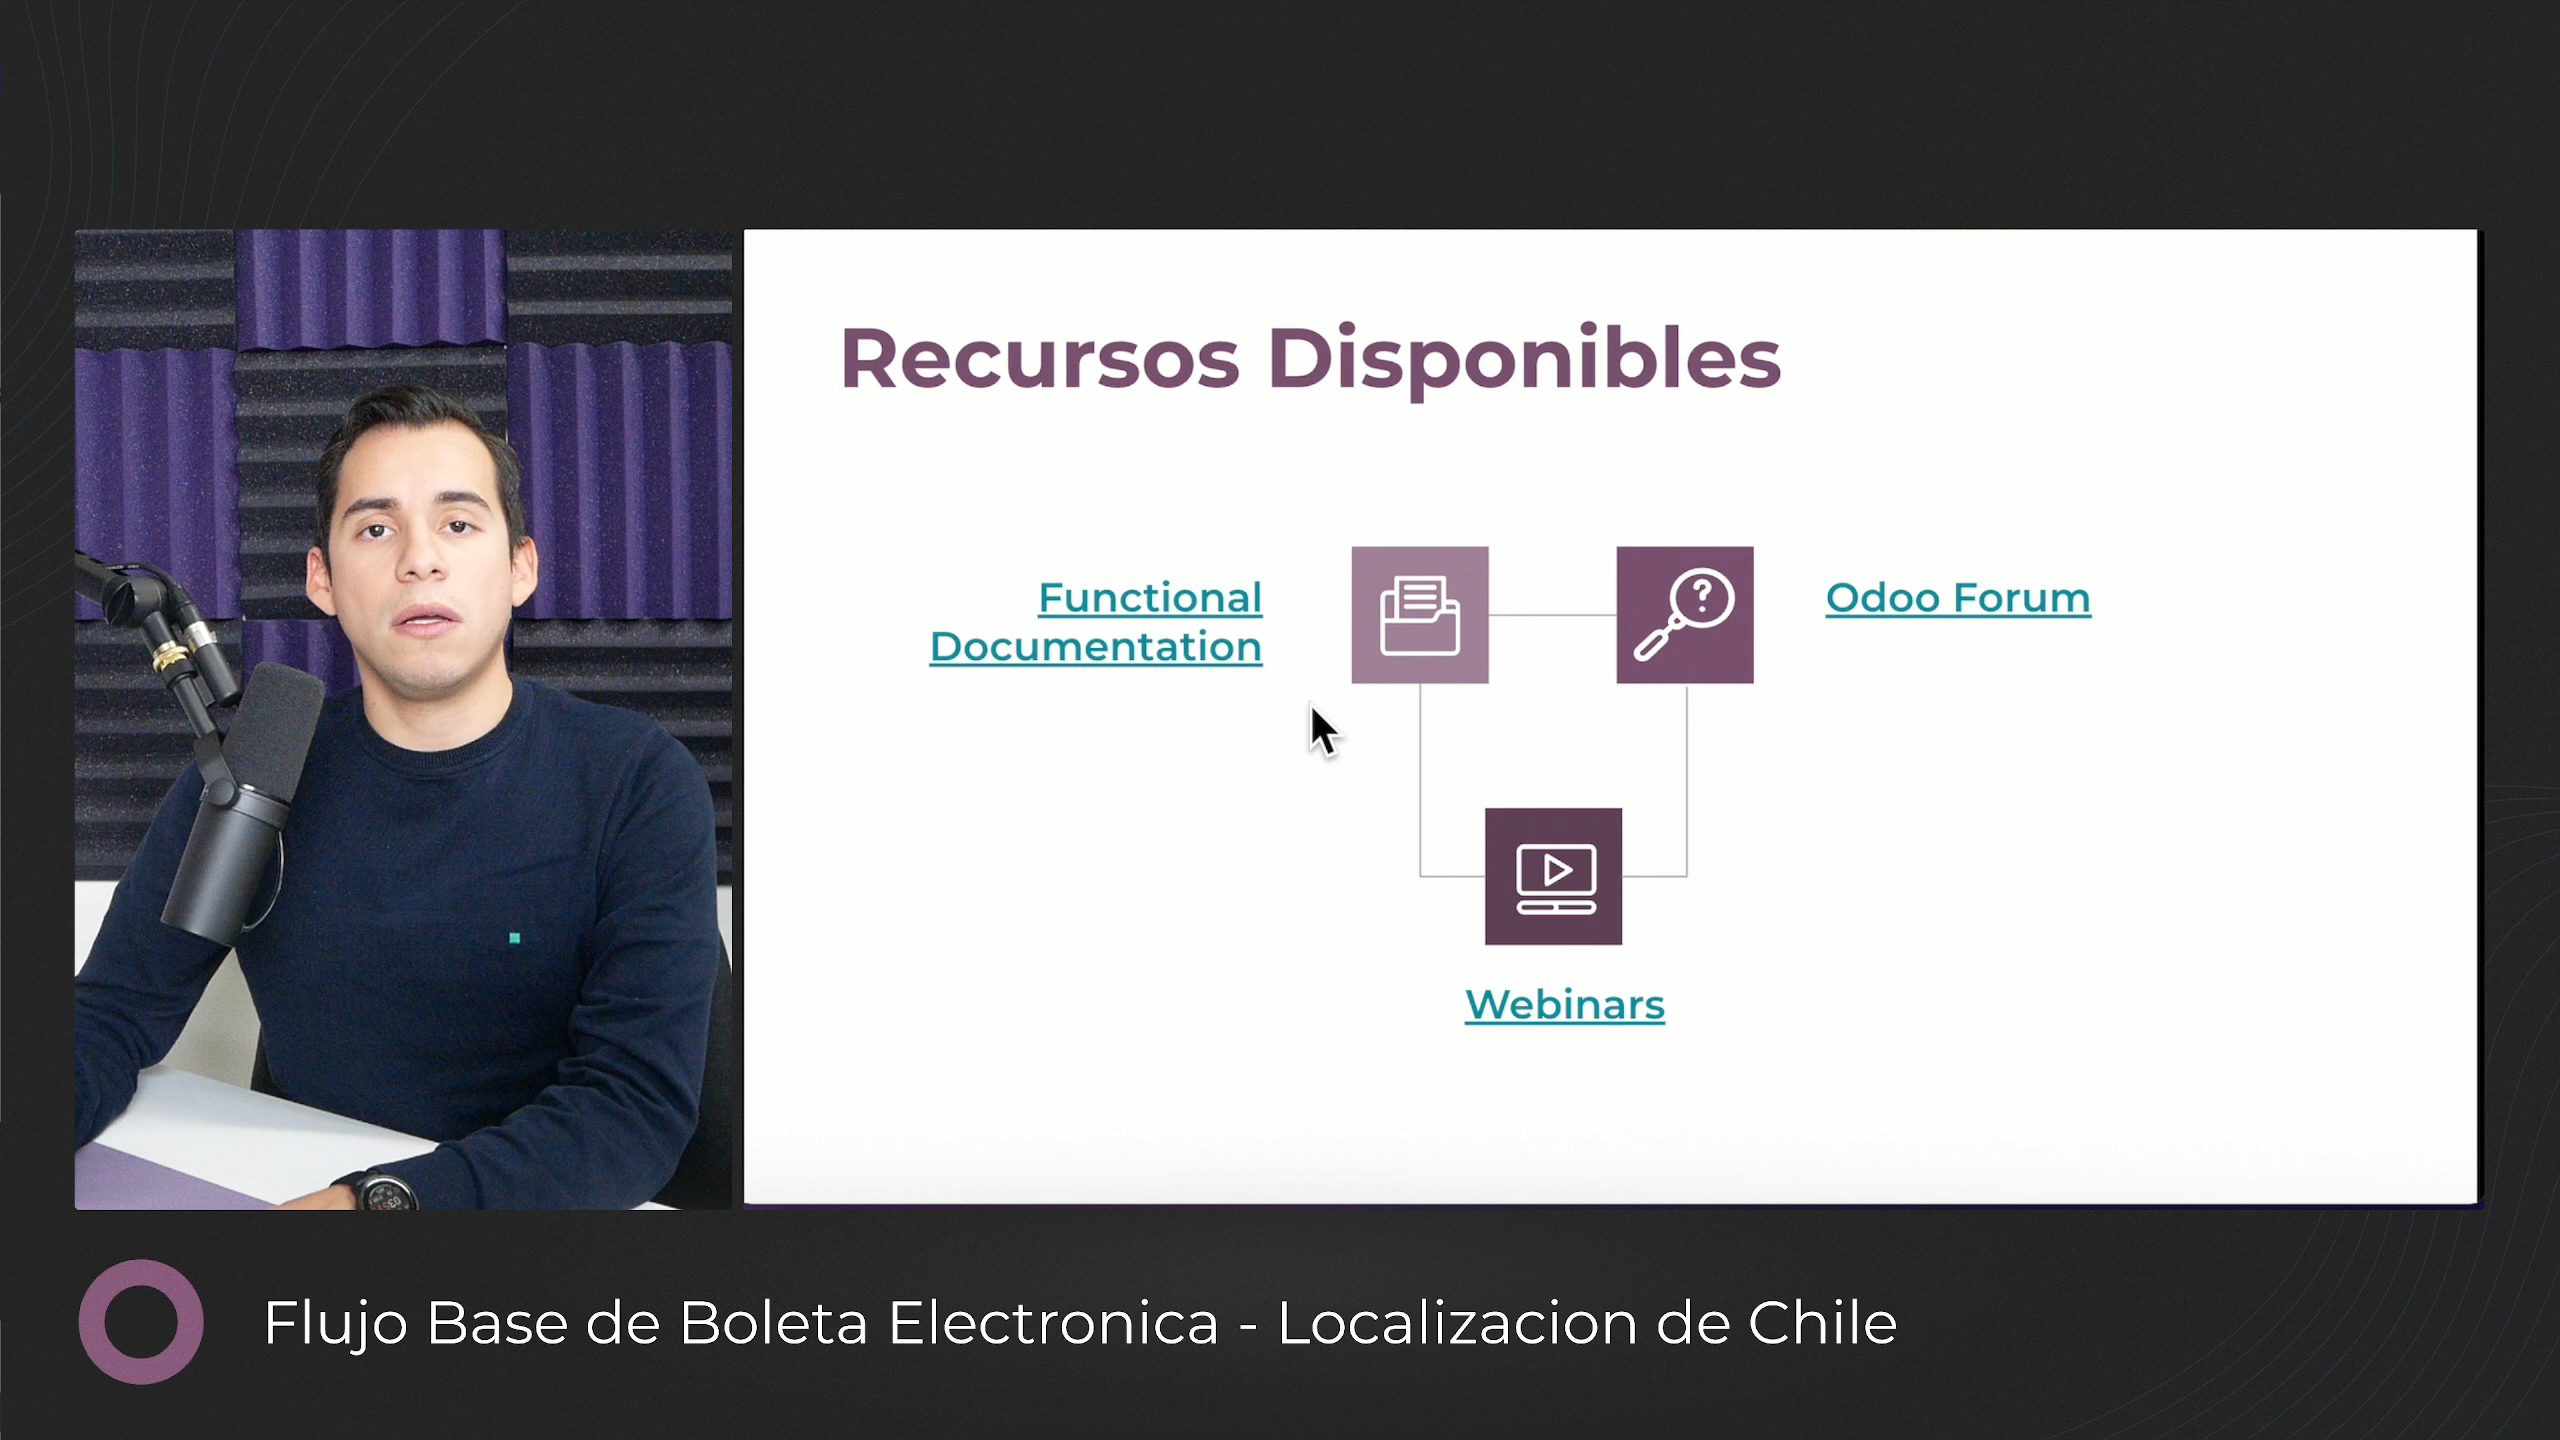 Recursos Disponibles
Functional
Documentation
Odoo Forum
Webinars
Flujo Base de Boleta Electronica - Localizacion de Chile